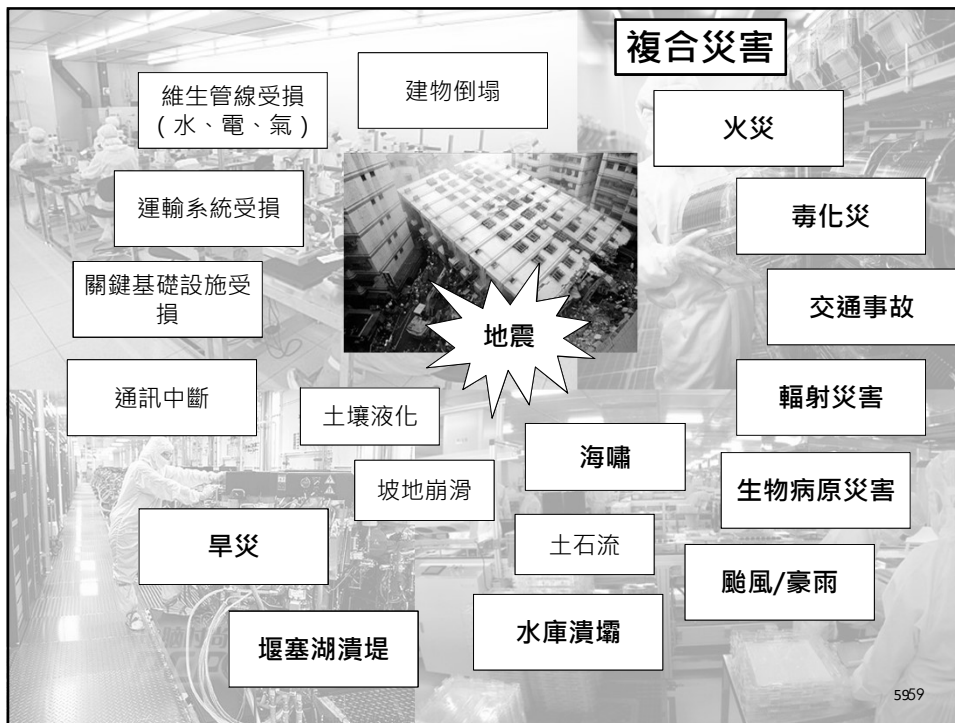 複合災害
維生管線受損
(水、電、氣)
建物倒塌
火災
運輸系統受損
毒化災
關鍵基礎設施受
損
交通事故
地震
通訊中斷
土壤液化
輻射災害
海嘯
坡地崩滑
生物病原災害
旱災
土石流
颱風/豪雨
堰塞湖潰堤
水庫潰壩
5959